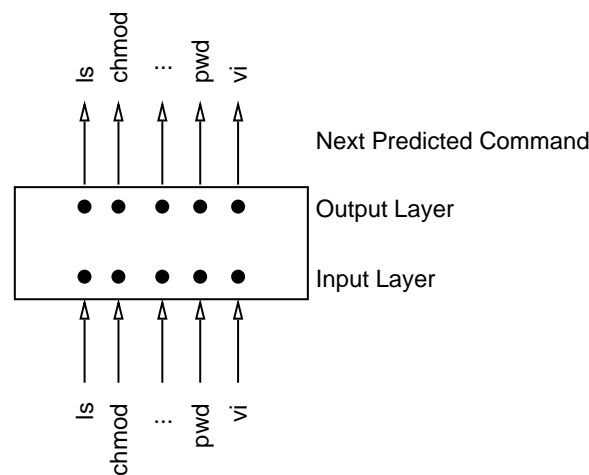 ls
chmod
...
pwd
vi
Next Predicted Command
Output Layer
Input Layer
ls
chmod
...
pwd
vi